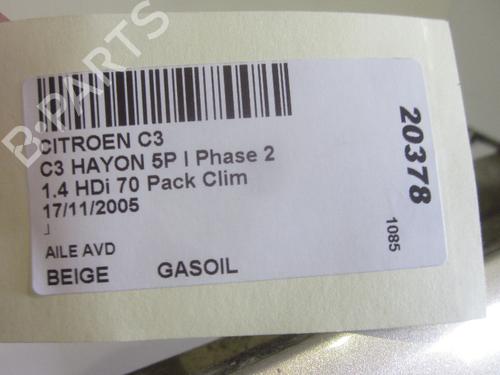 B-PARTS
CITROEN C3
C3 HAYON 5P I Phase 2
1.4 HDi 70 Pack Clim
17/11/2005
AILE AVD
BEIGE GASOIL
20378
1085